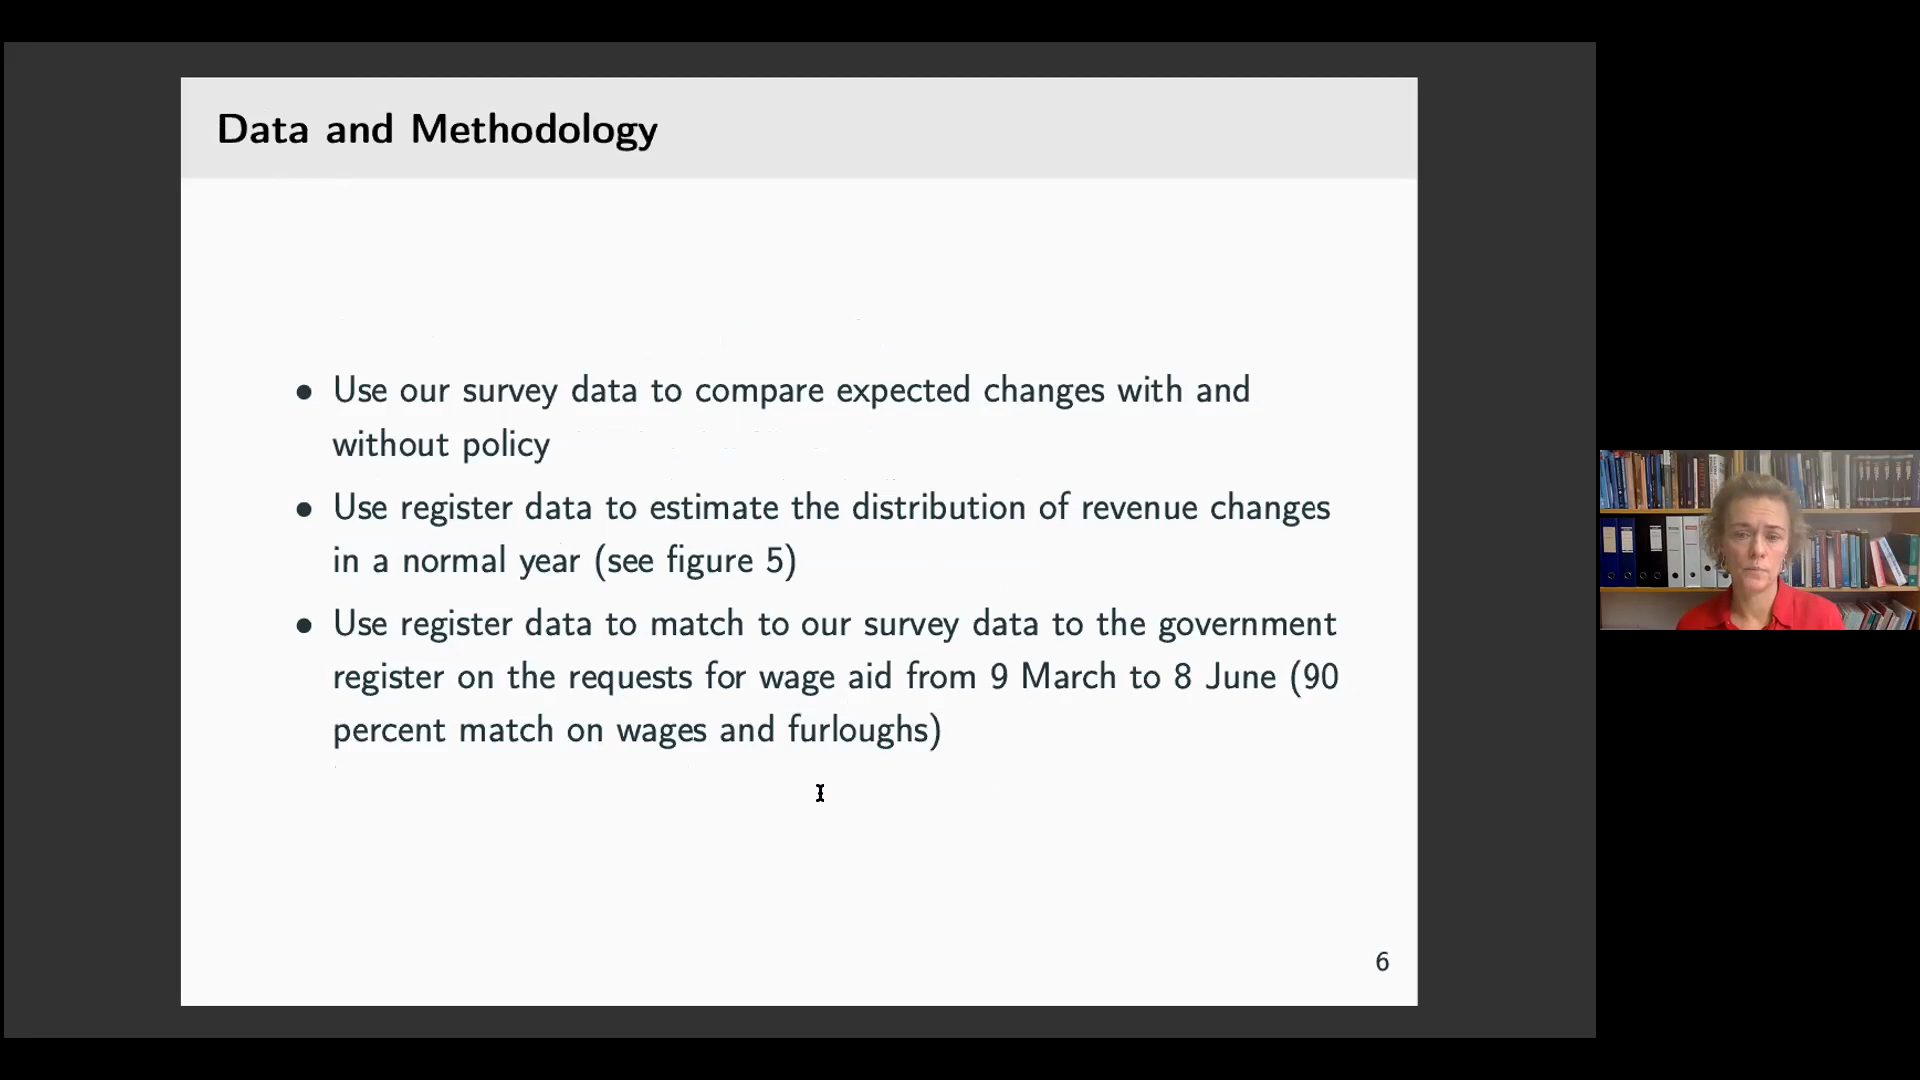 Data and Methodology
• Use our survey data to compare expected changes with and
without policy
• Use register data to estimate the distribution of revenue changes
in a normal year (see figure 5)
• Use register data to match to our survey data to the government
register on the requests for wage aid from 9 March to 8 June (90
percent match on wages and furloughs)
6